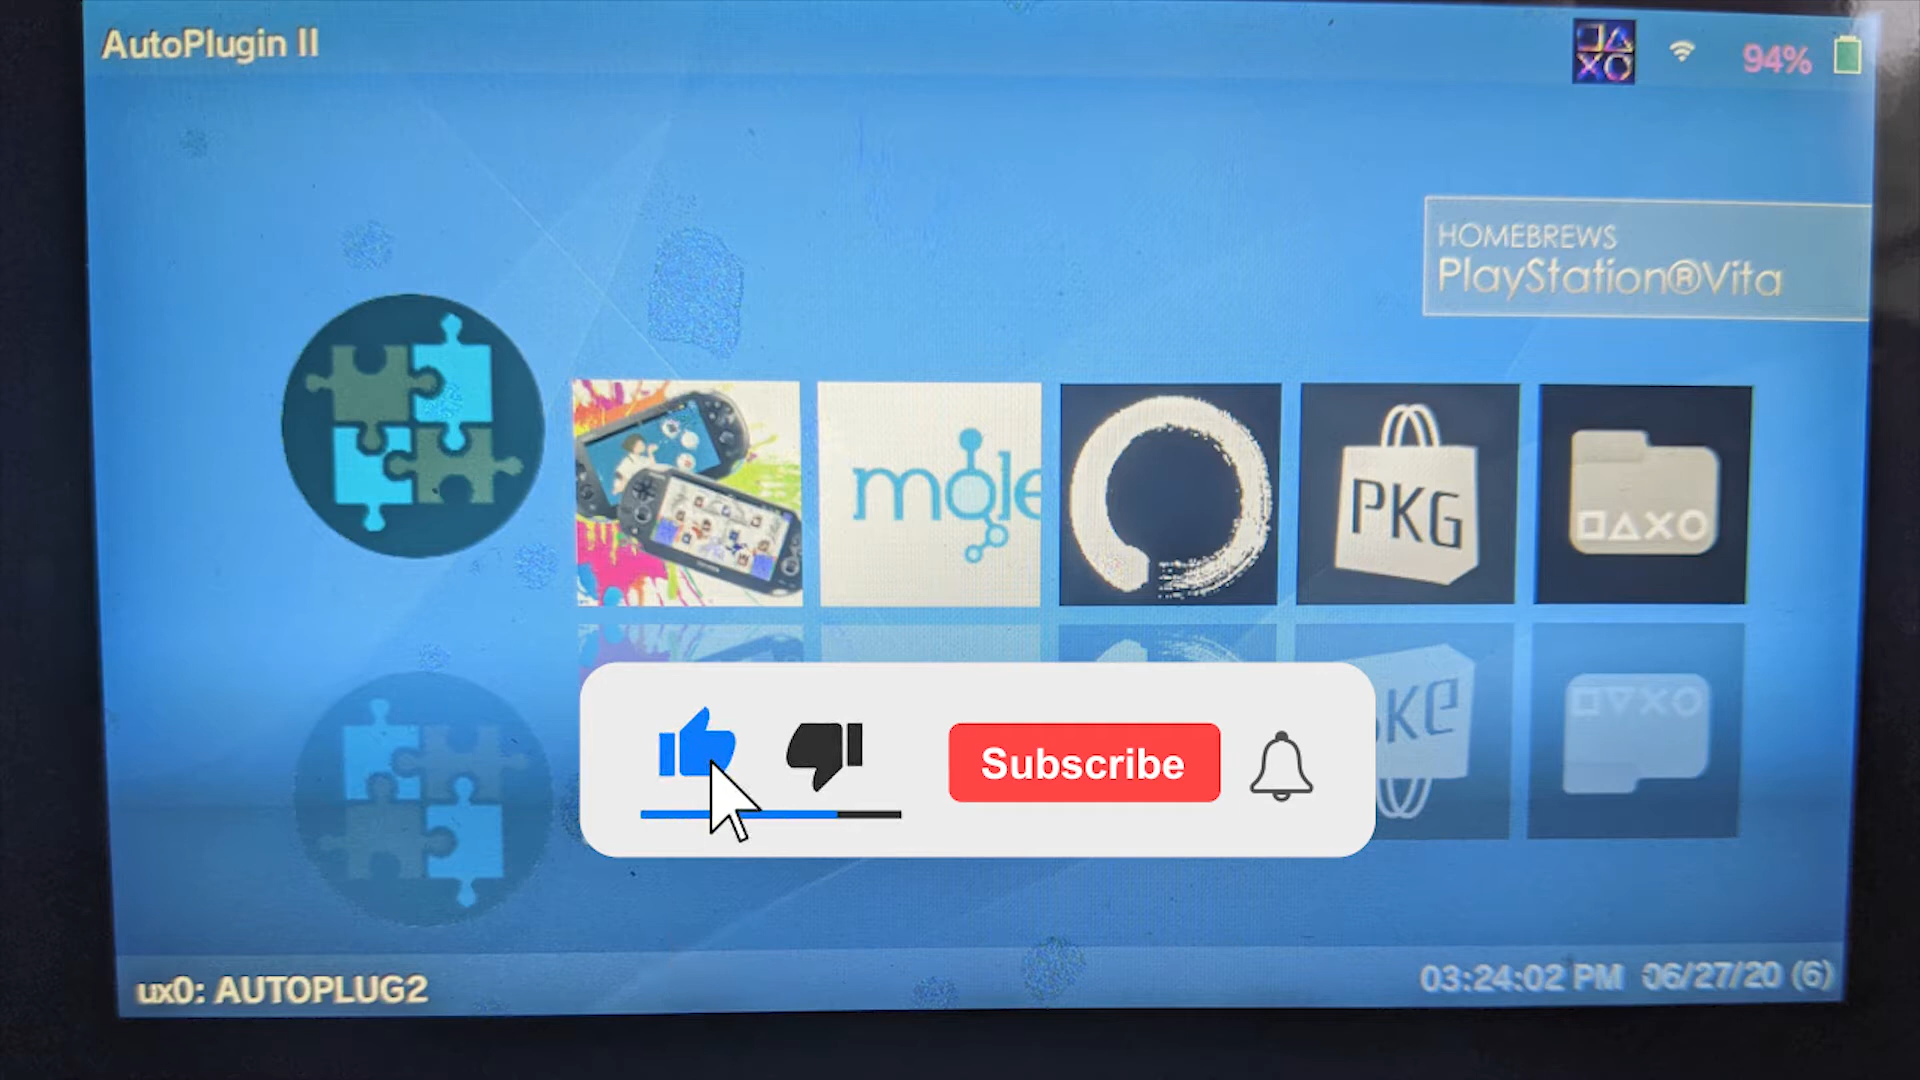 AutoPlugin II
94%
HOMEBREWS
PlayStation®Vita
mole
PKG
Subscribe
ux0: AUTOPLUG2
03:24:02 PM 06/27/20 (6)